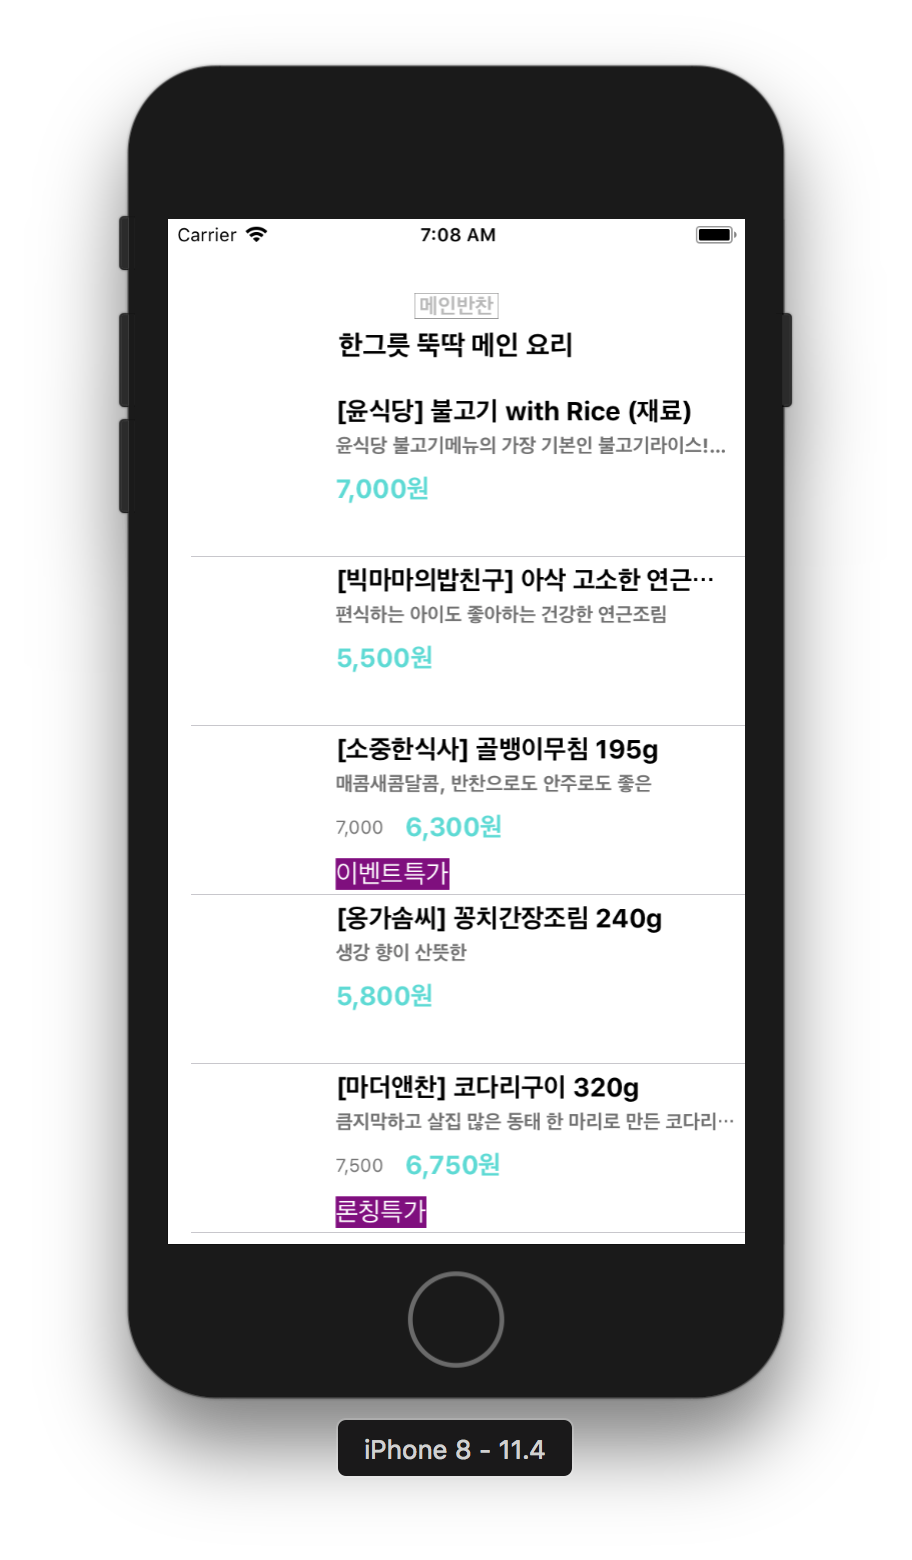 Carrier
7:08 AM
메인반찬
한그릇 뚝딱 메인 요리
[윤식당] 불고기 with Rice (재료)
윤식당 불고기메뉴의 가장 기본인 불고기라이스!...
7,000원
[빅마마의밥친구] 아삭 고소한 연근…
편식하는 아이도 좋아하는 건강한 연근조림
5,500원
[소중한식사] 골뱅이무침 195g
매콤새콤달콤, 반찬으로도 안주로도 좋은
7,000 6,300원
이벤트특가
[옹가솜씨] 꽁치간장조림 240g
생강 향이 산뜻한
5,800원
[마더앤찬] 코다리구이 320g
큼지막하고 살집 많은 동태 한 마리로 만든 코다리…
7,500 6,750원
론칭특가
iPhone 8 - 11.4